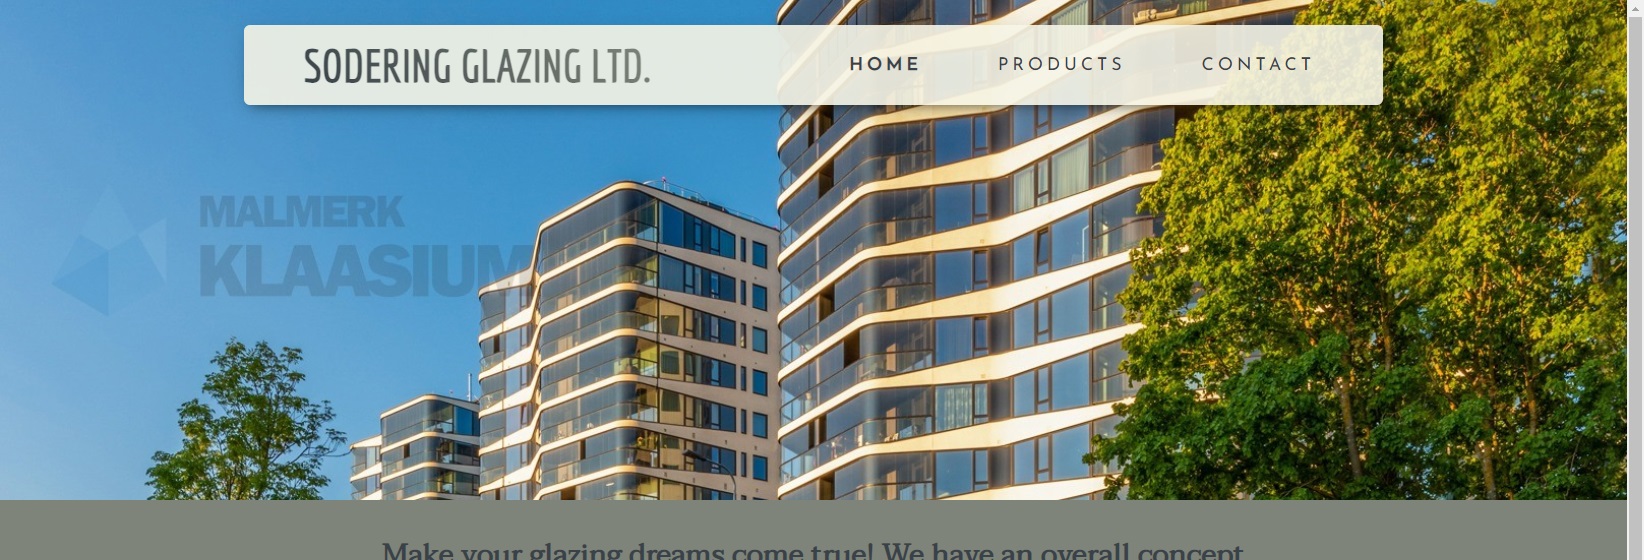 SODERING GLAZING LTD.
HOME PRODUCTS CONTACT
MALMERK
KLAASIUM
Make your glazing dreams come true! We have an overall concept